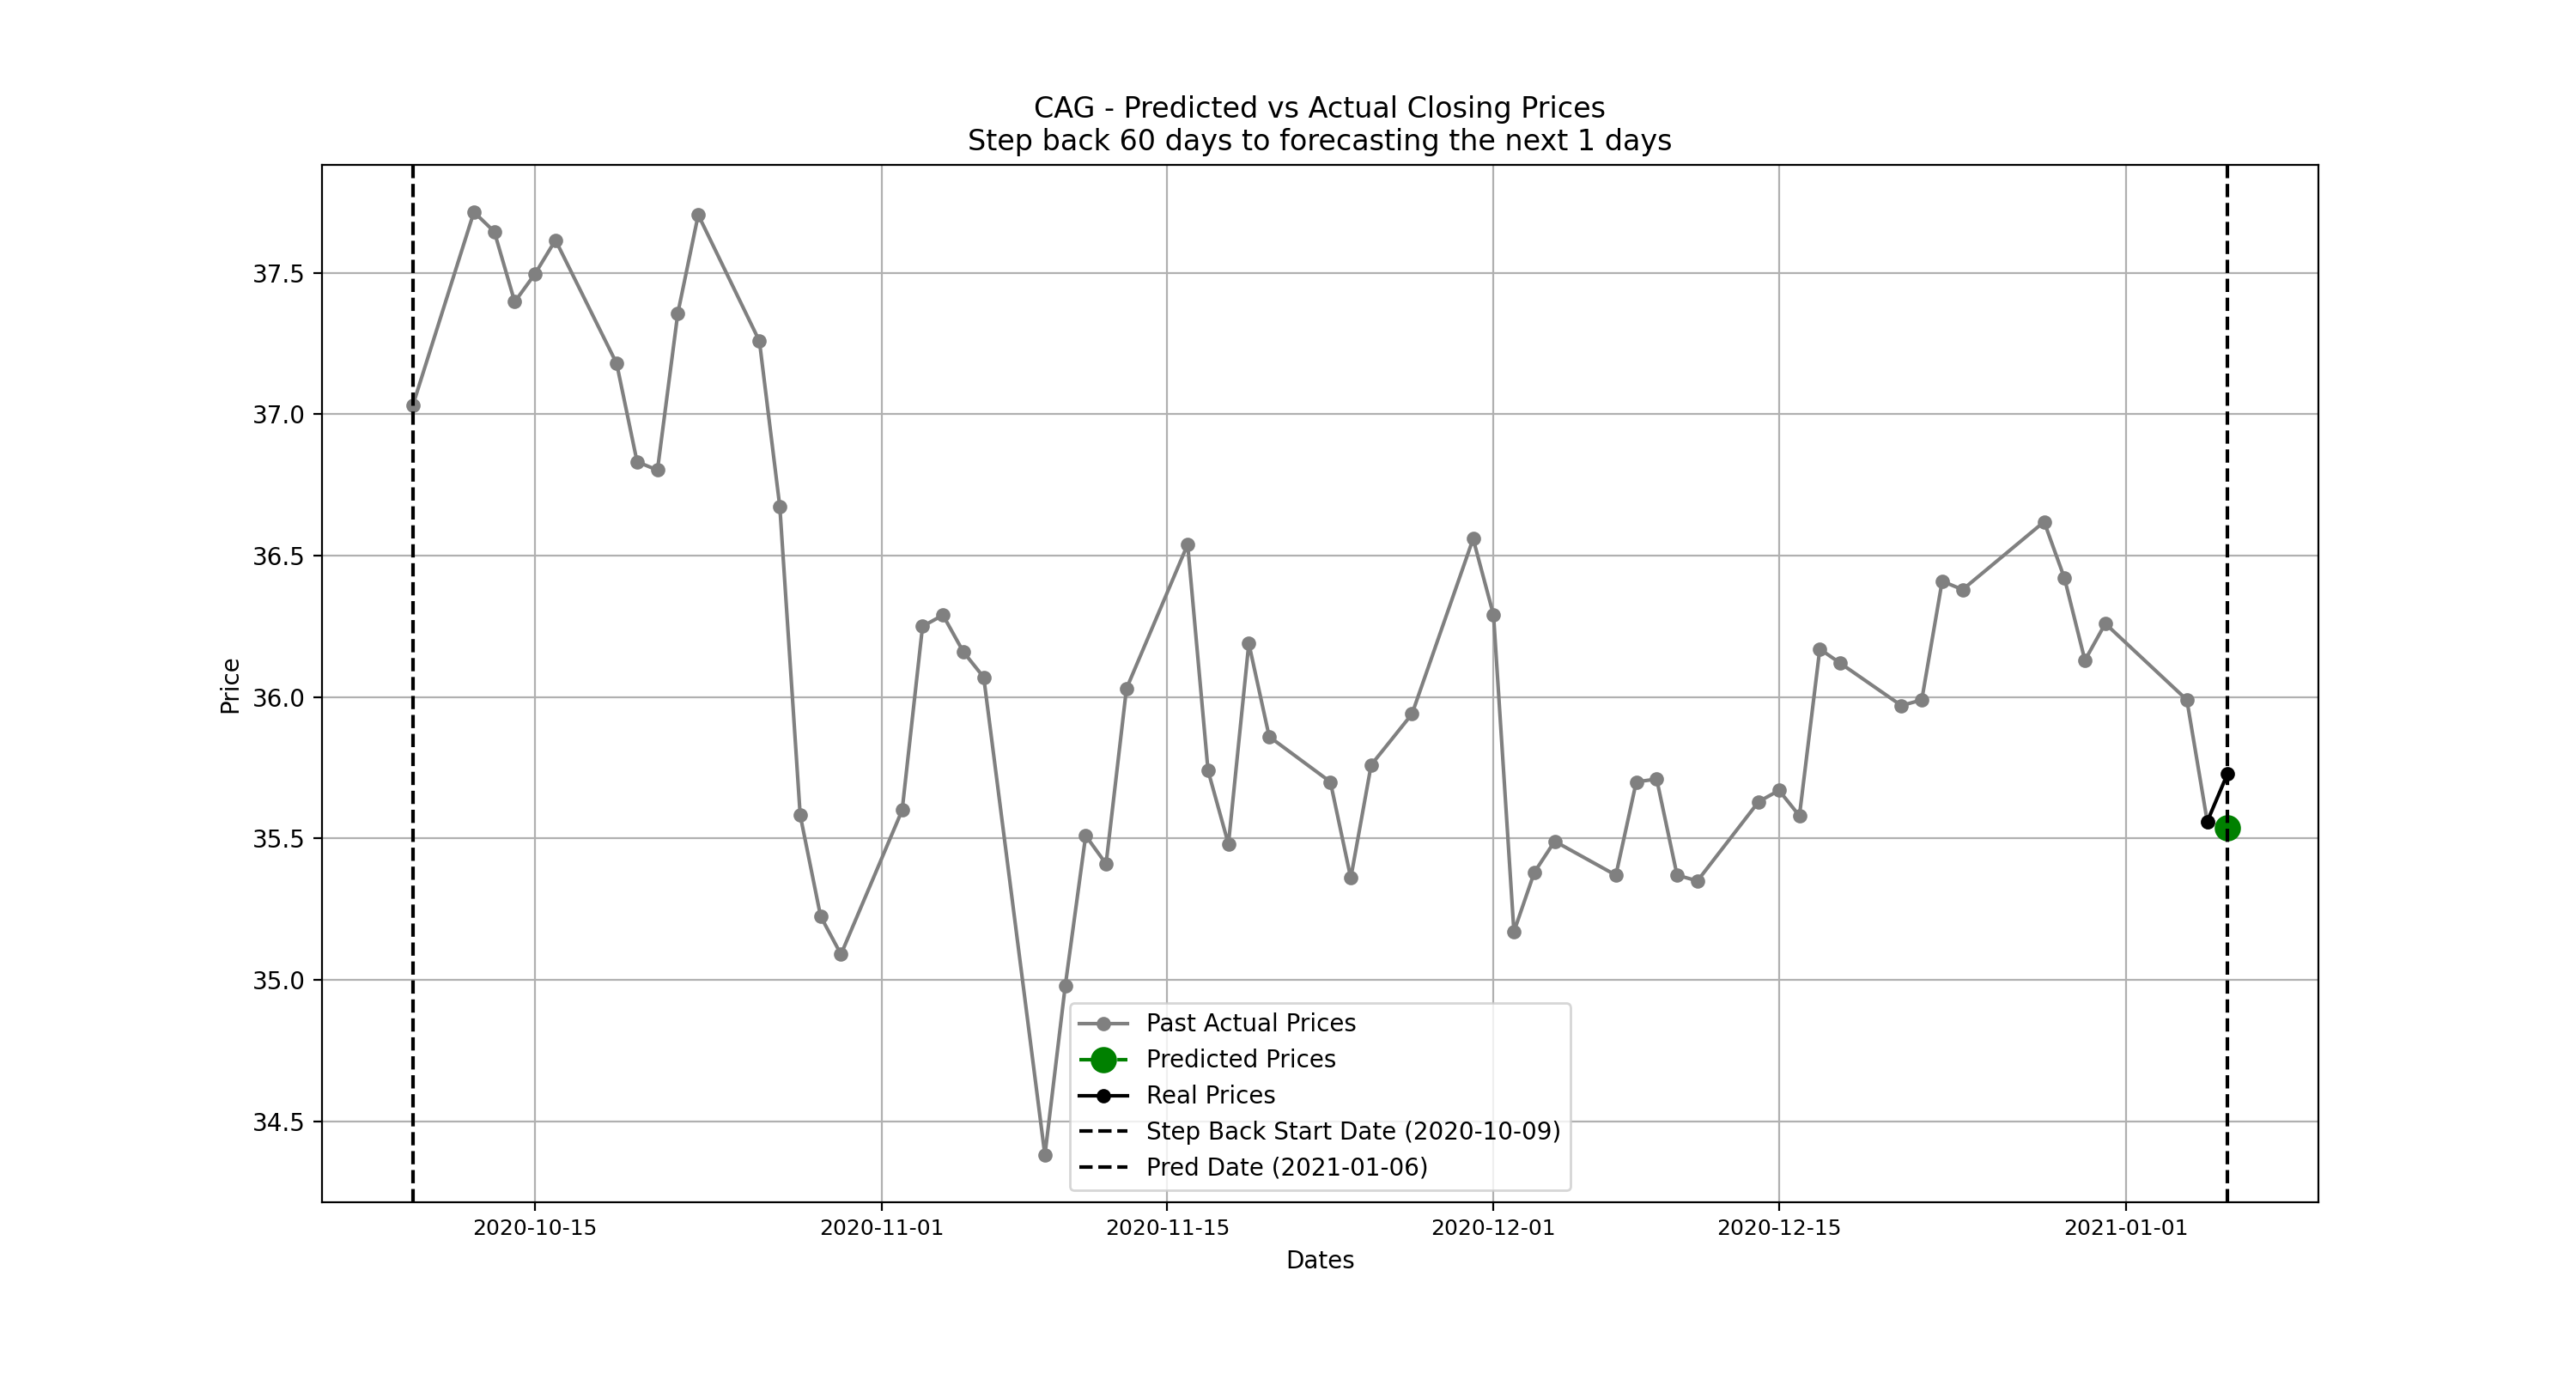 CAG - Predicted vs Actual Closing Prices
Step back 60 days to forecasting the next 1 days
Price
37.5
37.0
36.5
36.0
35.5
35.0
34.5
Past Actual Prices
Predicted Prices
Real Prices
Step Back Start Date (2020-10-09)
Pred Date (2021-01-06)
2020-10-15 2020-11-01 2020-11-15 2020-12-01 2020-12-15 2021-01-01
Dates